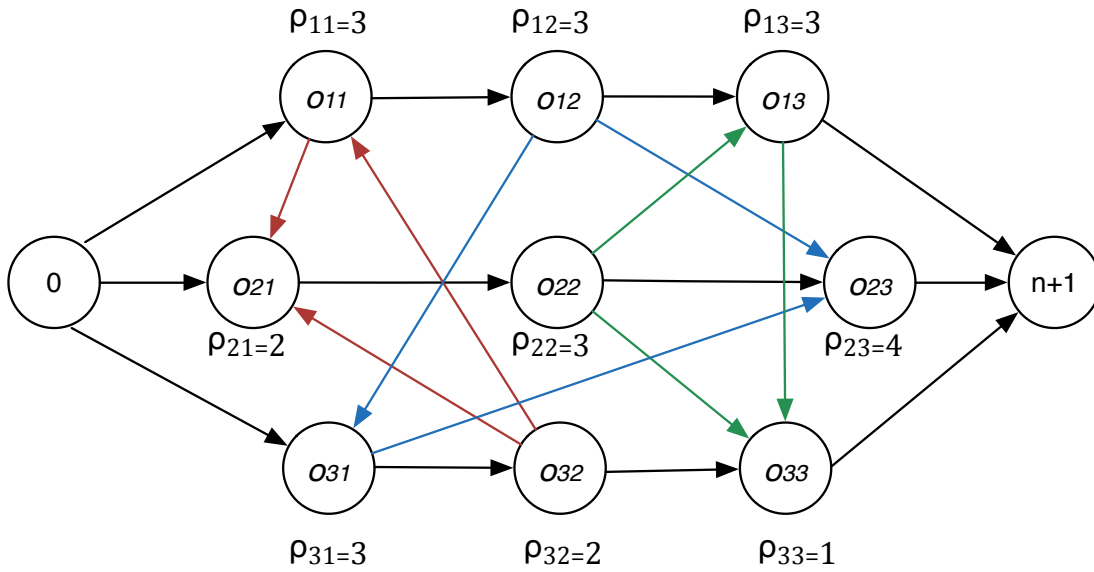 ρ11=3 ρ12=3 ρ13=3
O11 O12 O13
0 O21 O22 O23 n+1
ρ21=2 ρ22=3 ρ23=4
O31 O32 O33
ρ31=3 ρ32=2 ρ33=1